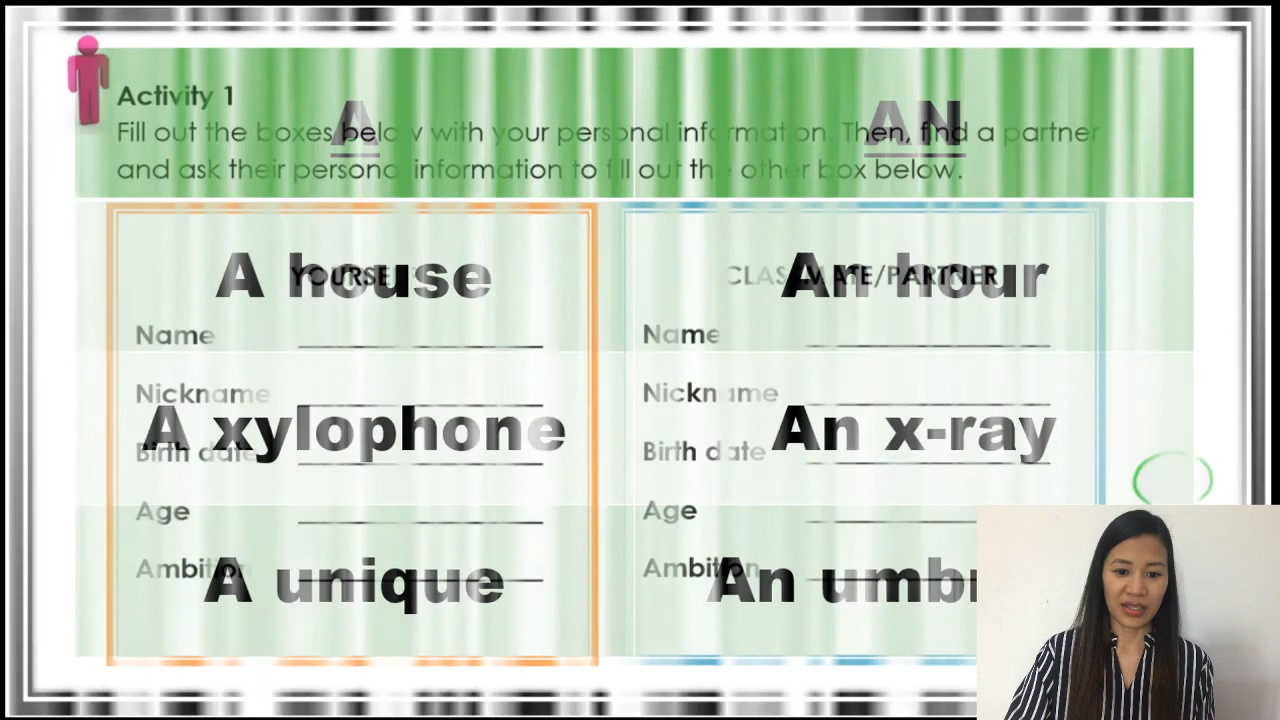 Activity 1
Fill out the boxes below with your personal information. Then, find a partner
and ask their personal information to fill out the other box below.
A AN
A house An hour
CLASSMATE/PARTNER
Name Name
Nickname Nickname
A xylophone An x-ray
Birth date Birth date
Age Age
Ambition Ambition
A unique An